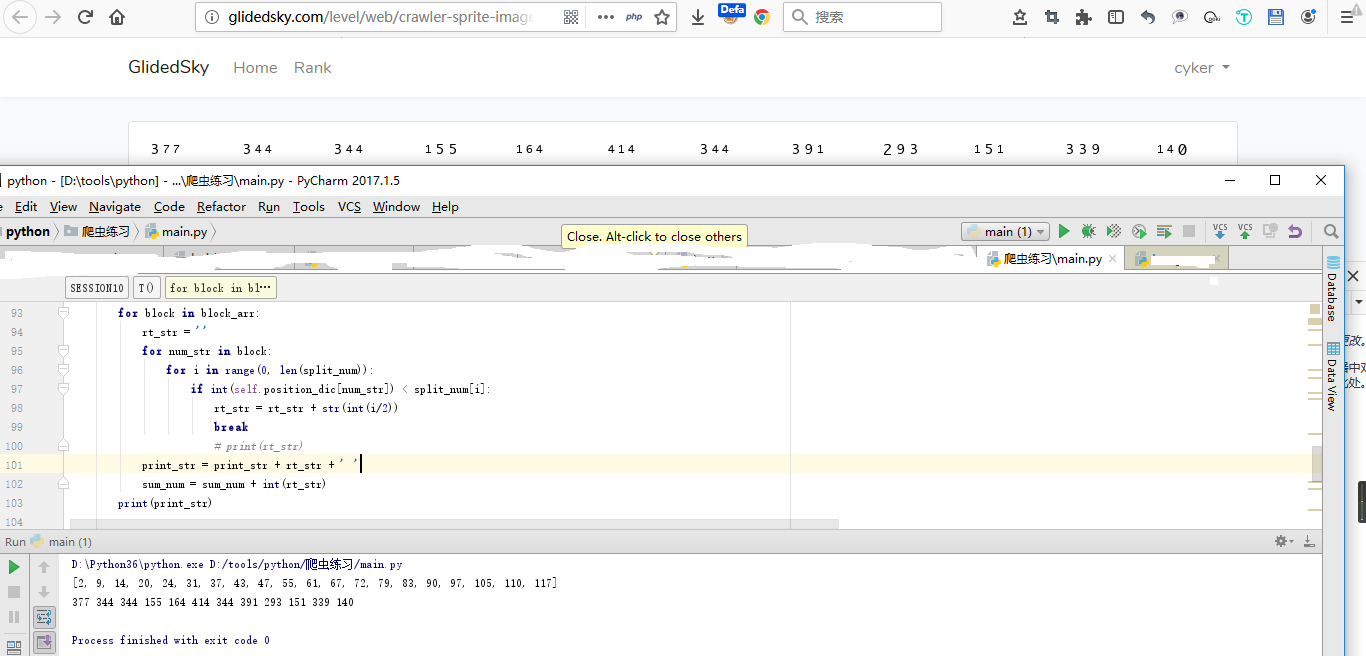 glidedsky.com/level/web/crawler-sprite-image
php
Defa
搜索
GlidedSky
Home
Rank
cyker
377 344 344 155 164 414 344 391 293 151 339 140
python - [D:\tools\python] - ...\爬虫练习\main.py - PyCharm 2017.1.5
Edit View Navigate Code Refactor Run Tools VCS Window Help
python
爬虫练习
main.py
main (1)
VCS
VCS
Close. Alt-click to close others
爬虫练习\main.py
SESSION10
T()
for block in bl…
93 for block in block_arr:
94 rt_str = ''
95 for num_str in block:
96 for i in range(0, len(split_num)):
97 if int(self.position_dic[num_str]) < split_num[i]:
98 rt_str = rt_str + str(int(i/2))
99 break
100 # print(rt_str)
101 print_str = print_str + rt_str + ' '
102 sum_num = sum_num + int(rt_str)
103 print(print_str)
104
Database
Data View
更改。
器中对
此处。
Run main (1)
D:\Python36\python.exe D:/tools/python/爬虫练习/main.py
[2, 9, 14, 20, 24, 31, 37, 43, 47, 55, 61, 67, 72, 79, 83, 90, 97, 105, 110, 117]
377 344 344 155 164 414 344 391 293 151 339 140
Process finished with exit code 0